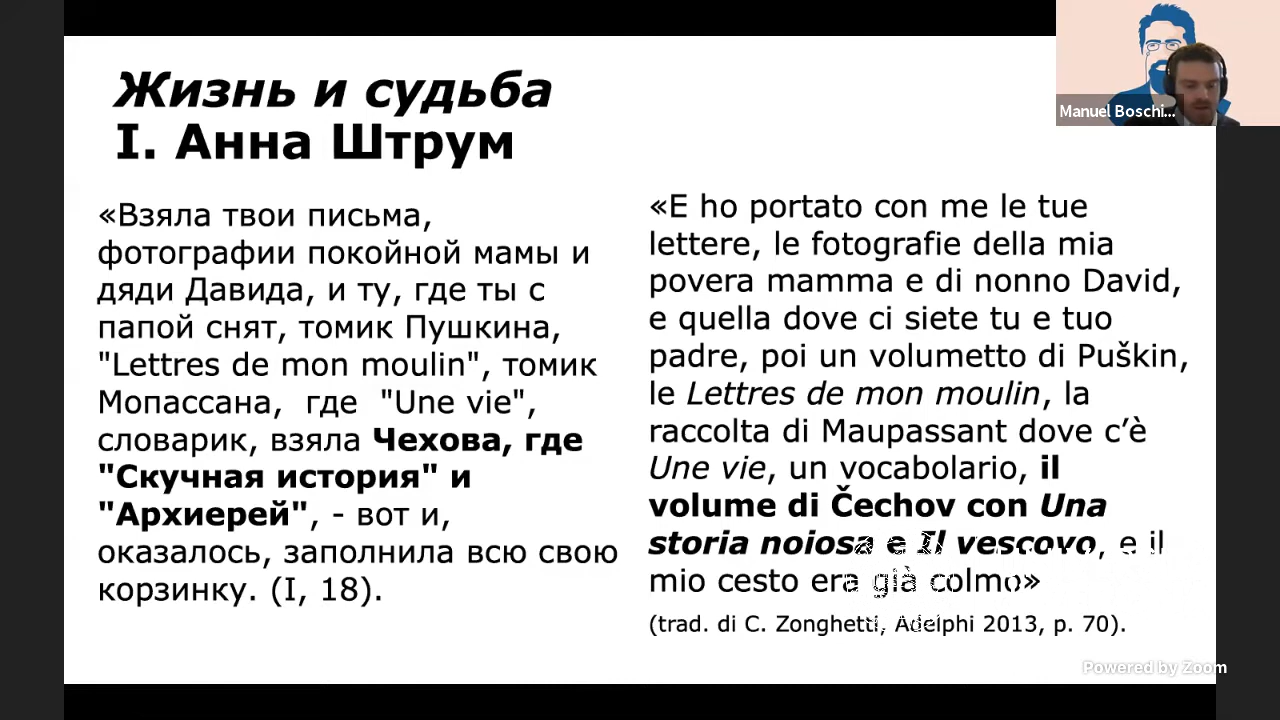 Жизнь и судьба
I. Анна Штрум
«Взяла твои письма,
фотографии покойной мамы и
дяди Давида, и ту, где ты с
папой снят, томик Пушкина,
"Lettres de mon moulin", томик
Мопассана, где "Une vie",
словарик, взяла Чехова, где
"Скучная история" и
"Архиерей", - вот и,
оказалось, заполнила всю свою
корзинку. (I, 18).
«E ho portato con me le tue
lettere, le fotografie della mia
povera mamma e di nonno David,
e quella dove ci siete tu e tuo
padre, poi un volumetto di Puškin,
le Lettres de mon moulin, la
raccolta di Maupassant dove c’è
Une vie, un vocabolario, il
volume di Čechov con Una
storia noiosa e Il vescovo, e il
mio cesto era già colmo»
(trad. di C. Zonghetti, Adelphi 2013, p. 70).
Manuel Boschi...
Powered by Zoom